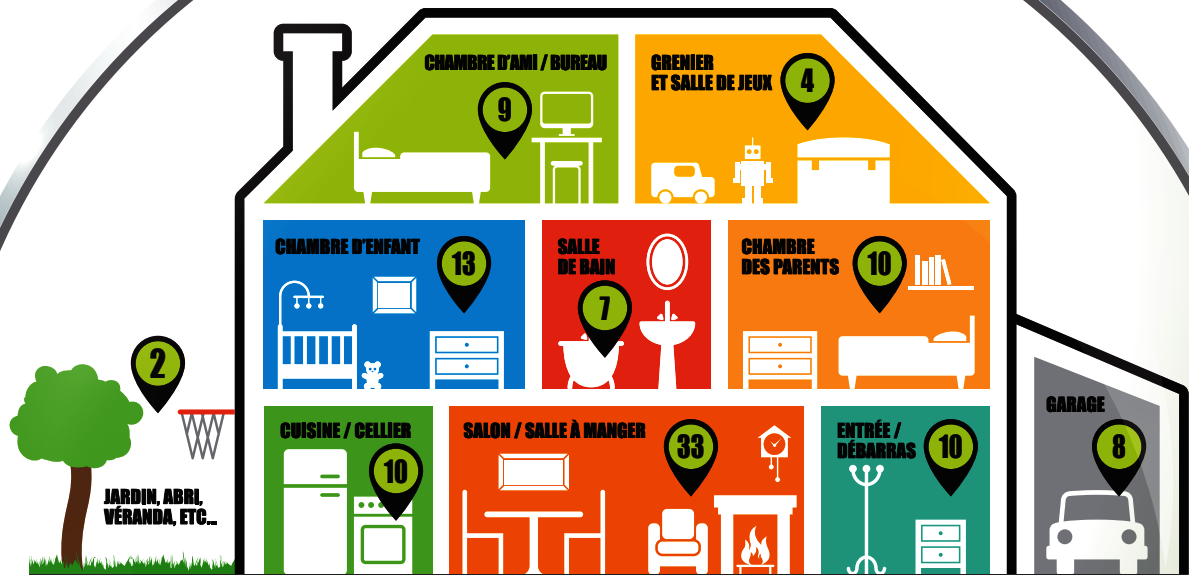 CHAMBRE D'AMI / BUREAU
9
GRENIER
ET SALLE DE JEUX
4
CHAMBRE D'ENFANT
13
SALLE
DE BAIN
7
CHAMBRE
DES PARENTS
10
2
JARDIN, ABRI,
VÉRANDA, ETC...
CUISINE / CELLIER
10
SALON / SALLE À MANGER
33
ENTRÉE /
DÉBARRAS
10
GARAGE
8